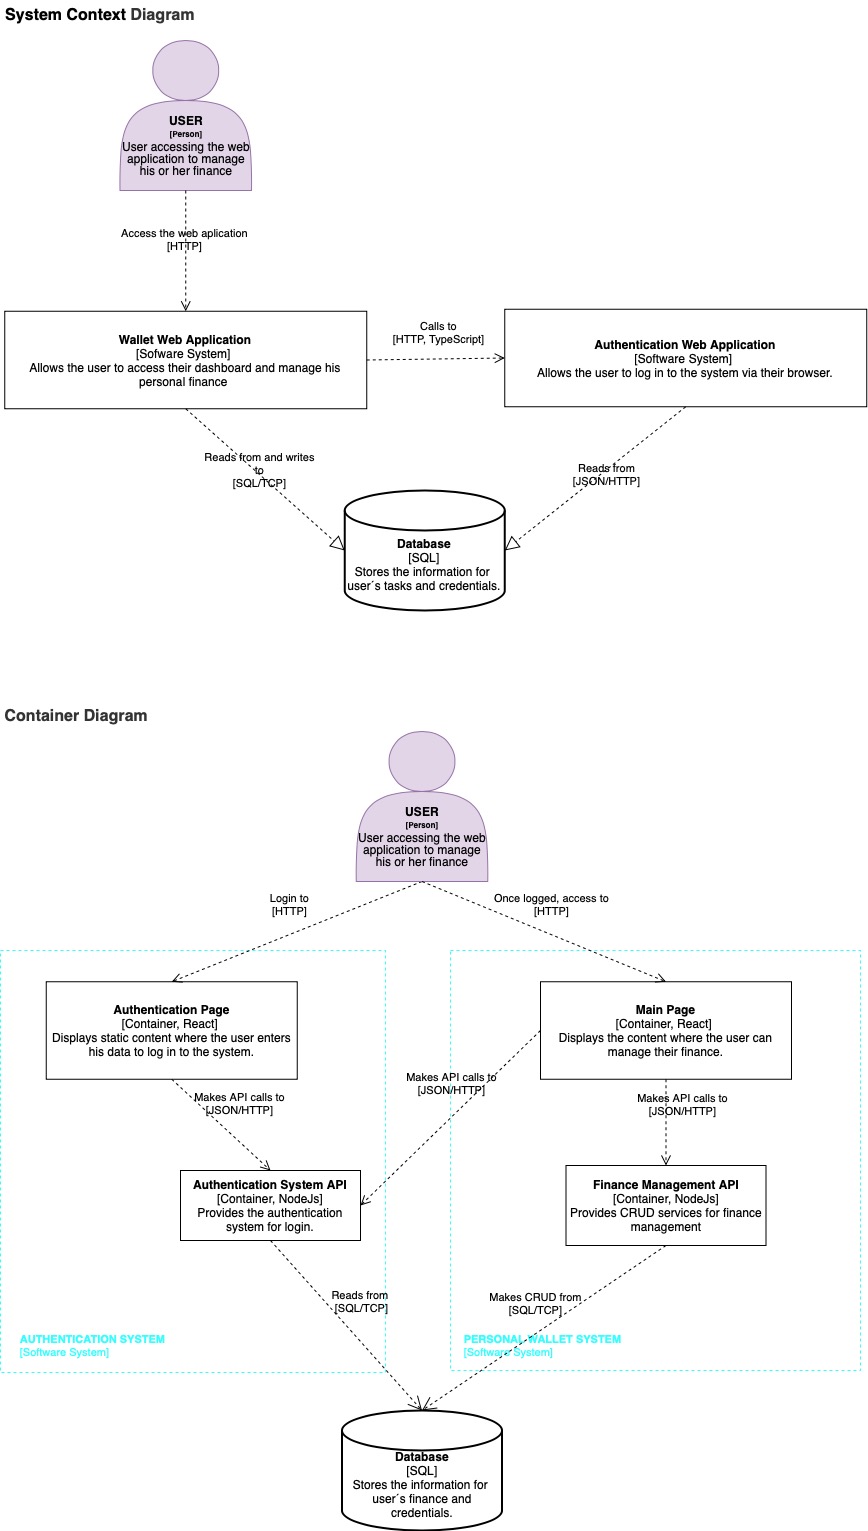 System Context Diagram
USER
[Person]
User accessing the web
application to manage
his or her finance
Access the web aplication
[HTTP]
Wallet Web Application
[Sofware System]
Allows the user to access their dashboard and manage his
personal finance
Calls to
[HTTP, TypeScript]
Authentication Web Application
[Software System]
Allows the user to log in to the system via their browser.
Reads from and writes
to
[SQL/TCP]
Reads from
[JSON/HTTP]
Database
[SQL]
Stores the information for
user´s tasks and credentials.
Container Diagram
USER
[Person]
User accessing the web
application to manage
his or her finance
Login to
[HTTP]
Once logged, access to
[HTTP]
Authentication Page
[Container, React]
Displays static content where the user enters
his data to log in to the system.
Main Page
[Container, React]
Displays the content where the user can
manage their finance.
Makes API calls to
[JSON/HTTP]
Makes API calls to
[JSON/HTTP]
Makes API calls to
[JSON/HTTP]
Authentication System API
[Container, NodeJs]
Provides the authentication
system for login.
Finance Management API
[Container, NodeJs]
Provides CRUD services for finance
management
Reads from
[SQL/TCP]
Makes CRUD from
[SQL/TCP]
AUTHENTICATION SYSTEM
[Software System]
PERSONAL WALLET SYSTEM
[Software System]
Database
[SQL]
Stores the information for
user´s finance and
credentials.